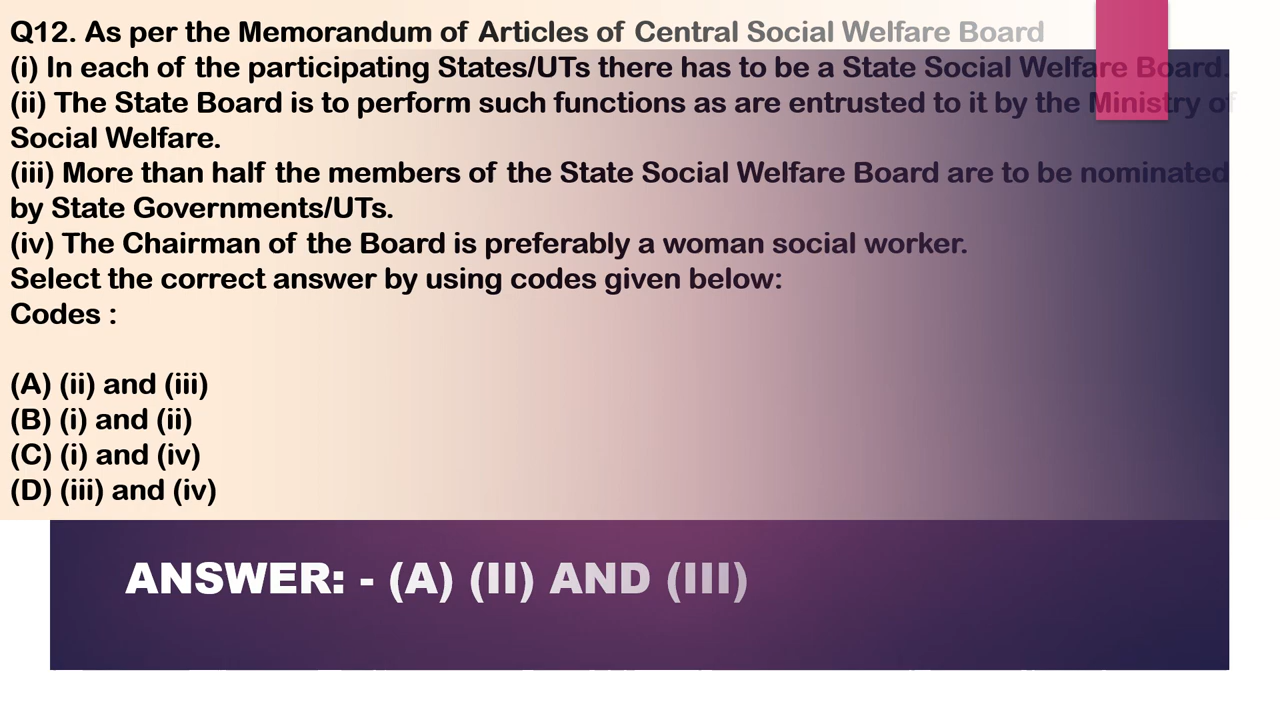 Q12. As per the Memorandum of Articles of Central Social Welfare Board
(i) In each of the participating States/UTs there has to be a State Social Welfare Board.
(ii) The State Board is to perform such functions as are entrusted to it by the Ministry of
Social Welfare.
(iii) More than half the members of the State Social Welfare Board are to be nominated
by State Governments/UTs.
(iv) The Chairman of the Board is preferably a woman social worker.
Select the correct answer by using codes given below:
Codes :
(A) (ii) and (iii)
(B) (i) and (ii)
(C) (i) and (iv)
(D) (iii) and (iv)
ANSWER: - (A) (II) AND (III)